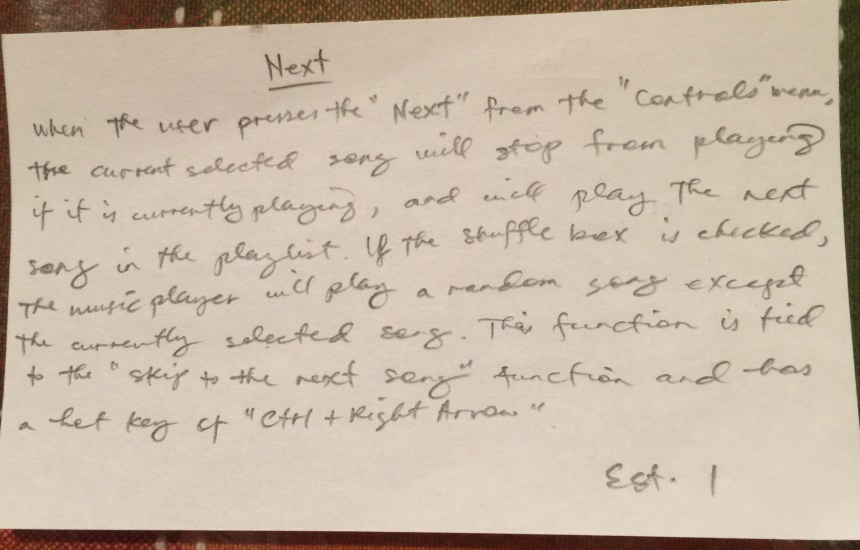 Next
when the user presses the "Next" from the "Controls" menu,
the current selected song will stop from playing
if it is currently playing, and will play The next
song in the playlist. If the shuffle box is checked,
The music player will play a random song except
the currently selected song. This function is tied
to the "skip to the next song" function and has
a hot key of "Ctrl + Right Arrow"
Est. 1